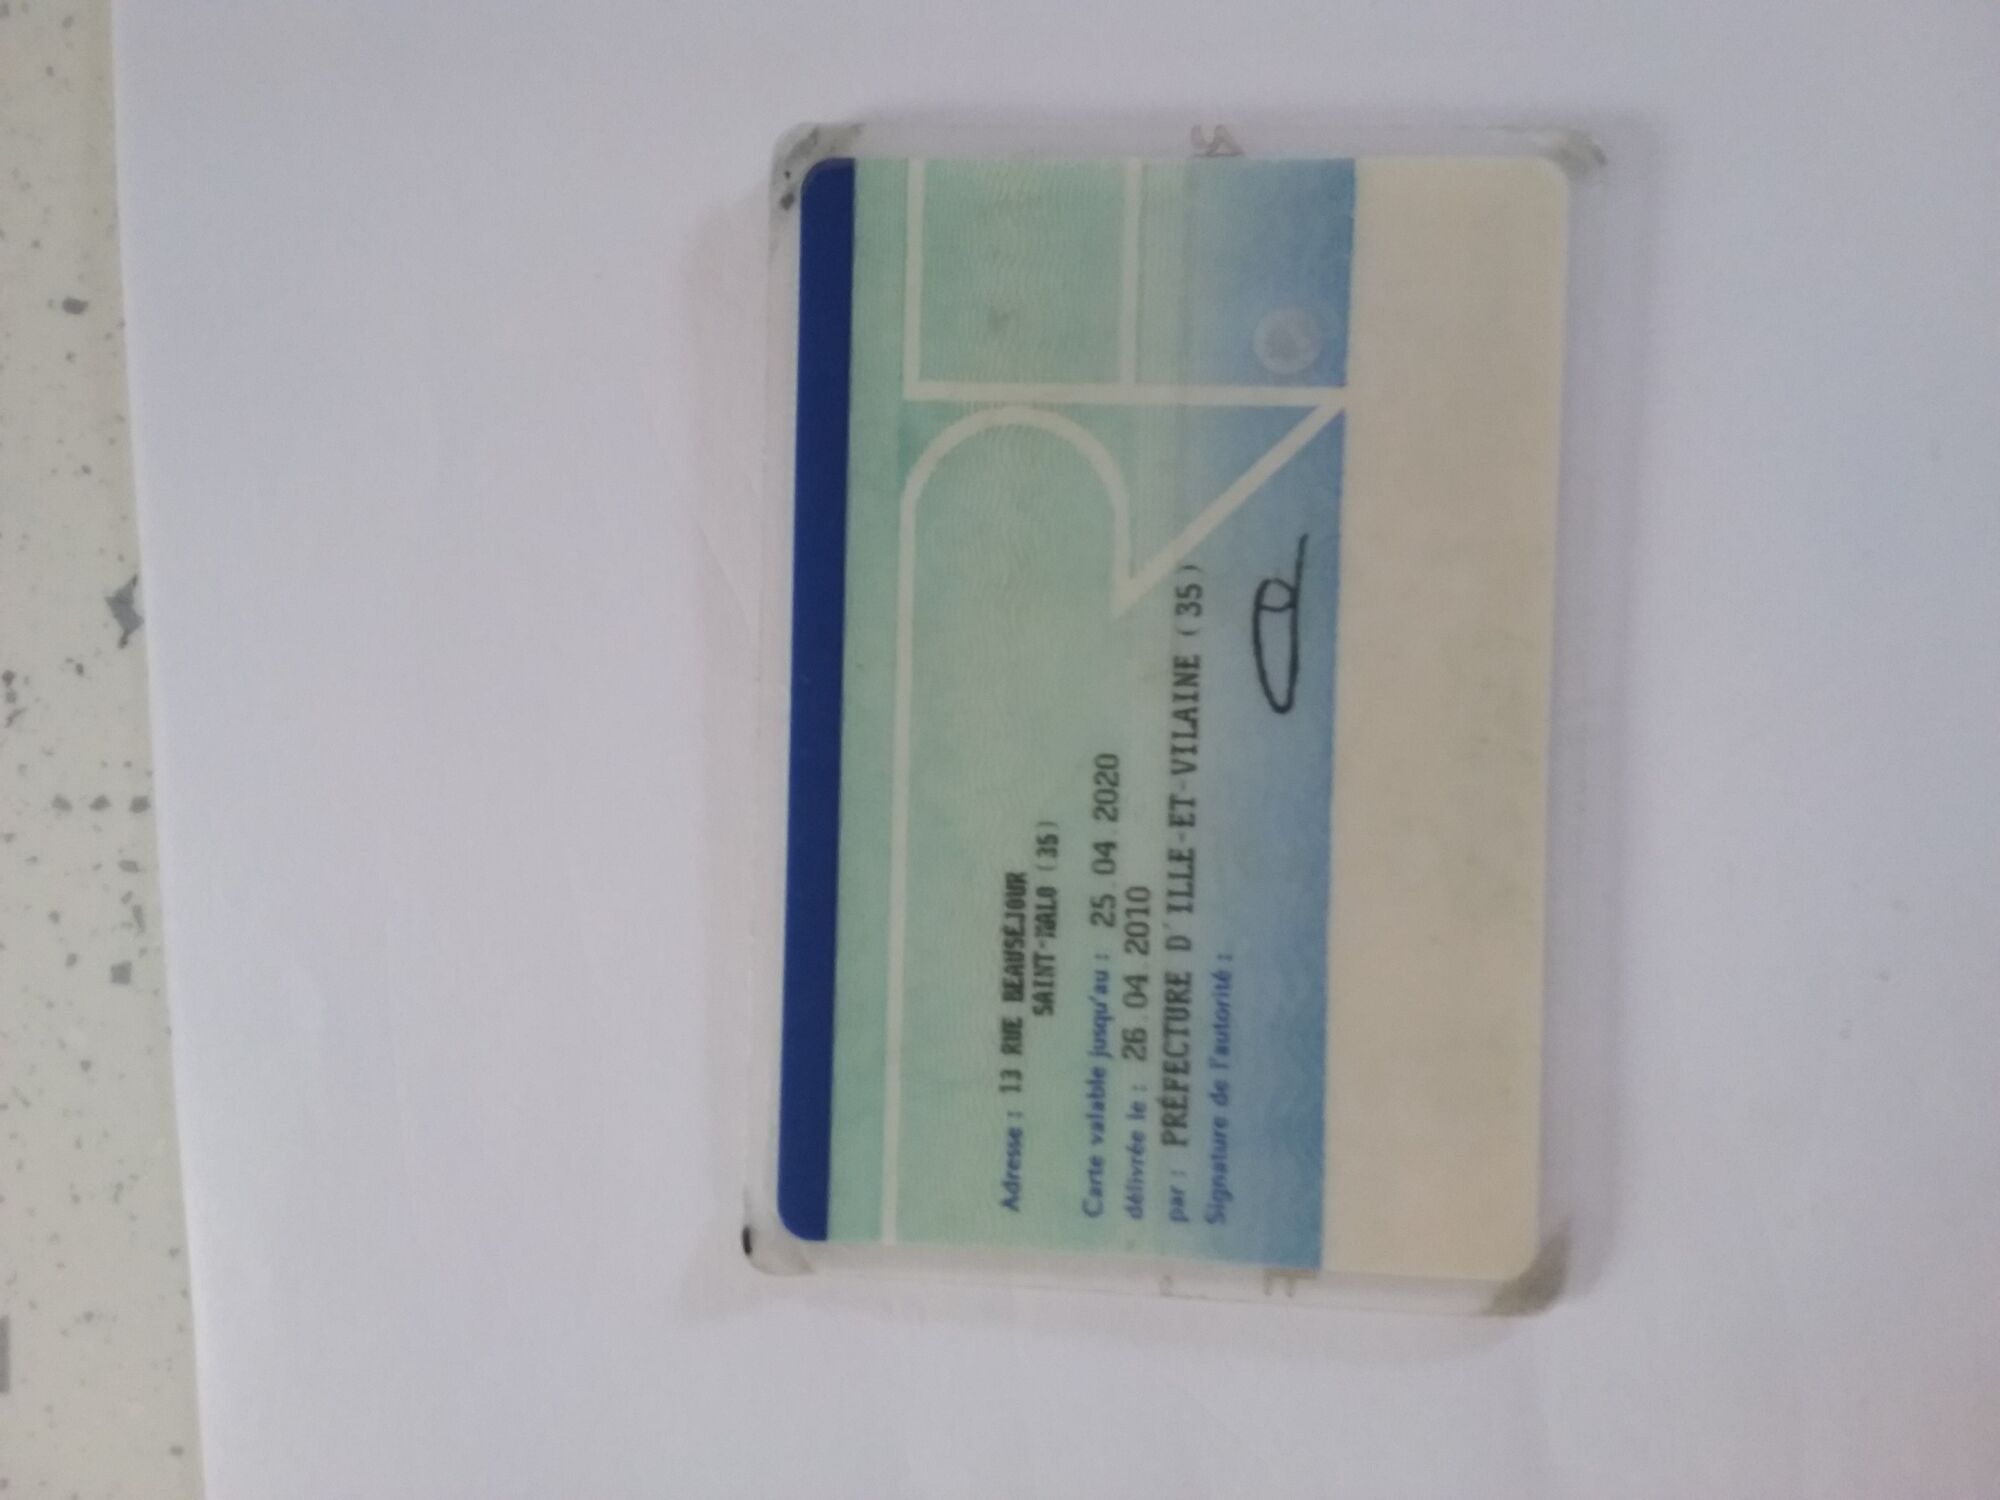 Adresse : 13 RUE BEAUSÉJOUR
SAINT-MALO (35)
Carte valable jusqu'au : 25.04.2020
délivrée le : 26.04.2010
par : PRÉFECTURE D'ILLE-ET-VILAINE (35)
Signature de l'autorité :